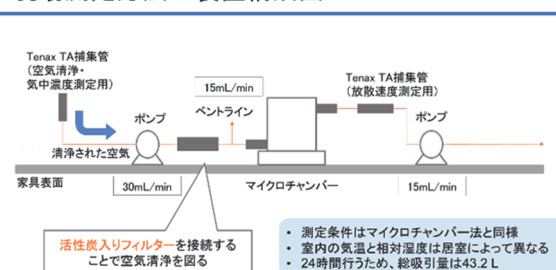 Tenax TA捕集管
（空気清浄・
気中濃度測定用）
15mL/min
ベントライン
Tenax TA捕集管
（放散速度測定用）
ポンプ
ポンプ
清浄された空気
家具表面
30mL/min
マイクロチャンバー
15mL/min
活性炭入りフィルターを接続する
ことで空気清浄を図る
• 測定条件はマイクロチャンバー法と同様
• 室内の気温と相対湿度は居室によって異なる
• 24時間行うため、総吸引量は43.2 L